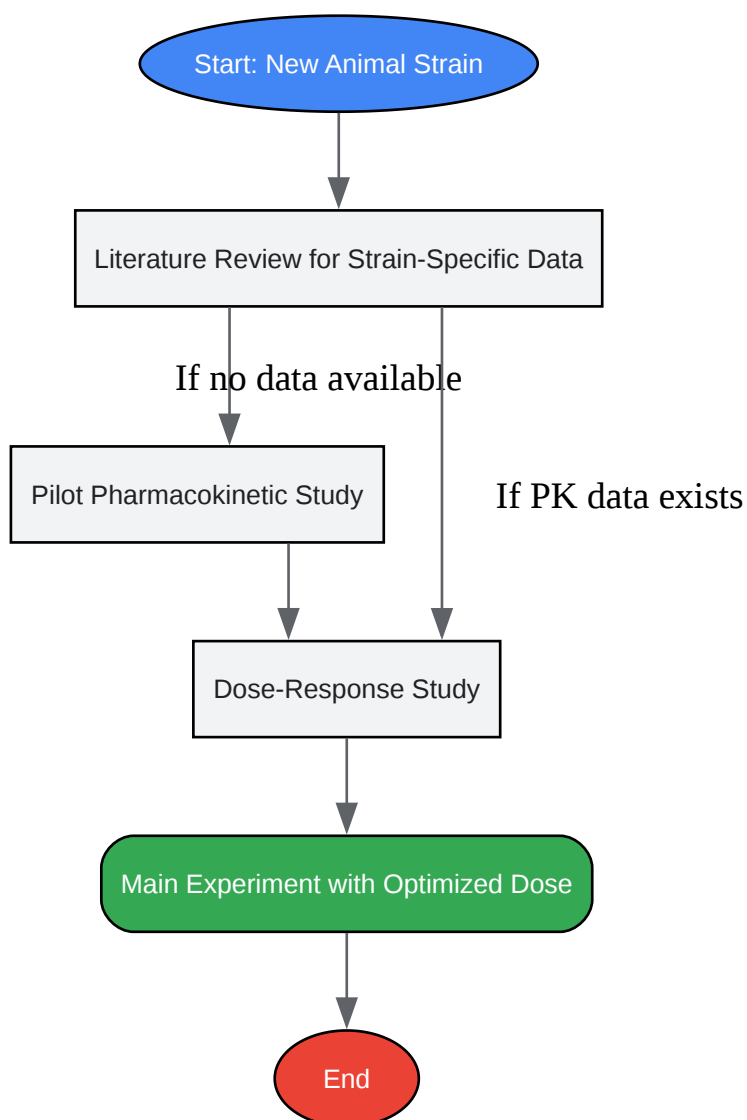 Start: New Animal Strain
Literature Review for Strain-Specific Data
If no data available
Pilot Pharmacokinetic Study
If PK data exists
Dose-Response Study
Main Experiment with Optimized Dose
End